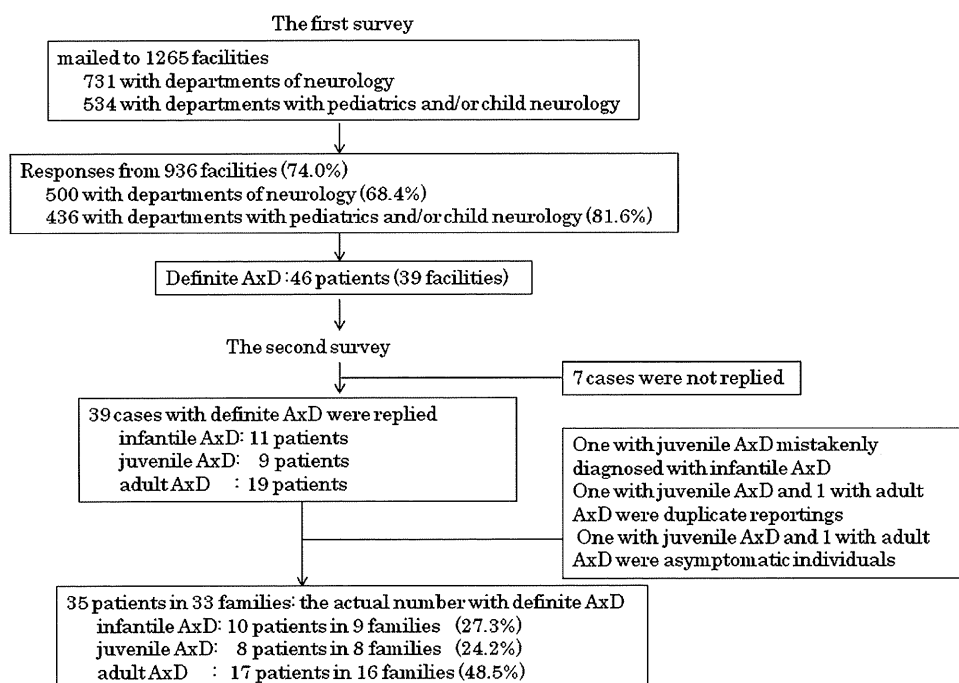 The first survey
mailed to 1265 facilities
731 with departments of neurology
534 with departments with pediatrics and/or child neurology
Responses from 936 facilities (74.0%)
500 with departments of neurology (68.4%)
436 with departments with pediatrics and/or child neurology (81.6%)
Definite AxD : 46 patients (39 facilities)
The second survey
7 cases were not replied
39 cases with definite AxD were replied
infantile AxD: 11 patients
juvenile AxD: 9 patients
adult AxD : 19 patients
One with juvenile AxD mistakenly
diagnosed with infantile AxD
One with juvenile AxD and 1 with adult
AxD were duplicate reportings
One with juvenile AxD and 1 with adult
AxD were asymptomatic individuals
35 patients in 33 families: the actual number with definite AxD
infantile AxD: 10 patients in 9 families (27.3%)
juvenile AxD: 8 patients in 8 families (24.2%)
adult AxD : 17 patients in 16 families (48.5%)